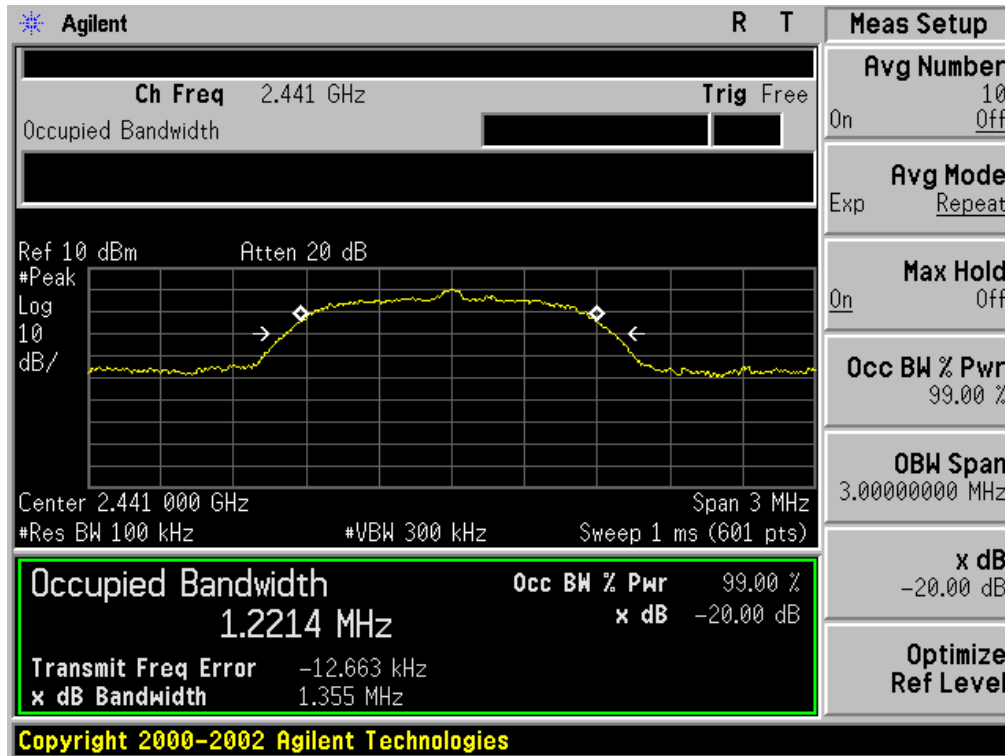 Agilent R T
Ch Freq 2.441 GHz Trig Free
Occupied Bandwidth
Ref 10 dBm Atten 20 dB
#Peak
Log
10
dB/
Center 2.441 000 GHz Span 3 MHz
#Res BW 100 kHz #VBW 300 kHz Sweep 1 ms (601 pts)
Occupied Bandwidth
1.2214 MHz
Occ BW % Pwr 99.00 %
x dB -20.00 dB
Transmit Freq Error -12.663 kHz
x dB Bandwidth 1.355 MHz
Meas Setup
Avg Number
10
On Off
Avg Mode
Exp Repeat
Max Hold
On Off
Occ BW % Pwr
99.00 %
OBW Span
3.00000000 MHz
x dB
-20.00 dB
Optimize
Ref Level
Copyright 2000-2002 Agilent Technologies